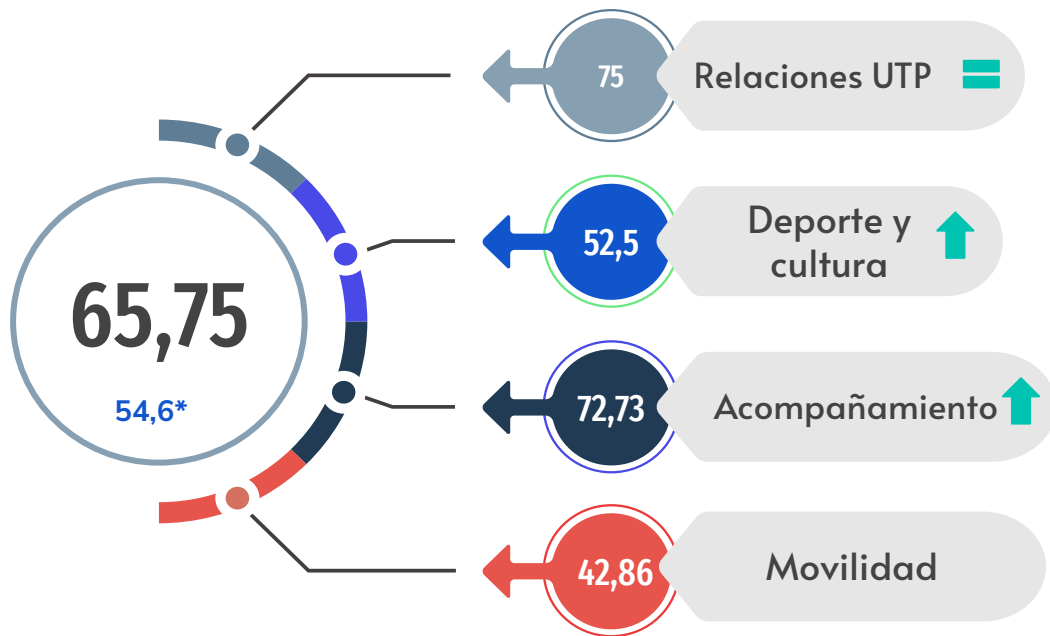 65,75
54,6*
75
Relaciones UTP
52,5
Deporte y
cultura
72,73
Acompañamiento
42,86
Movilidad